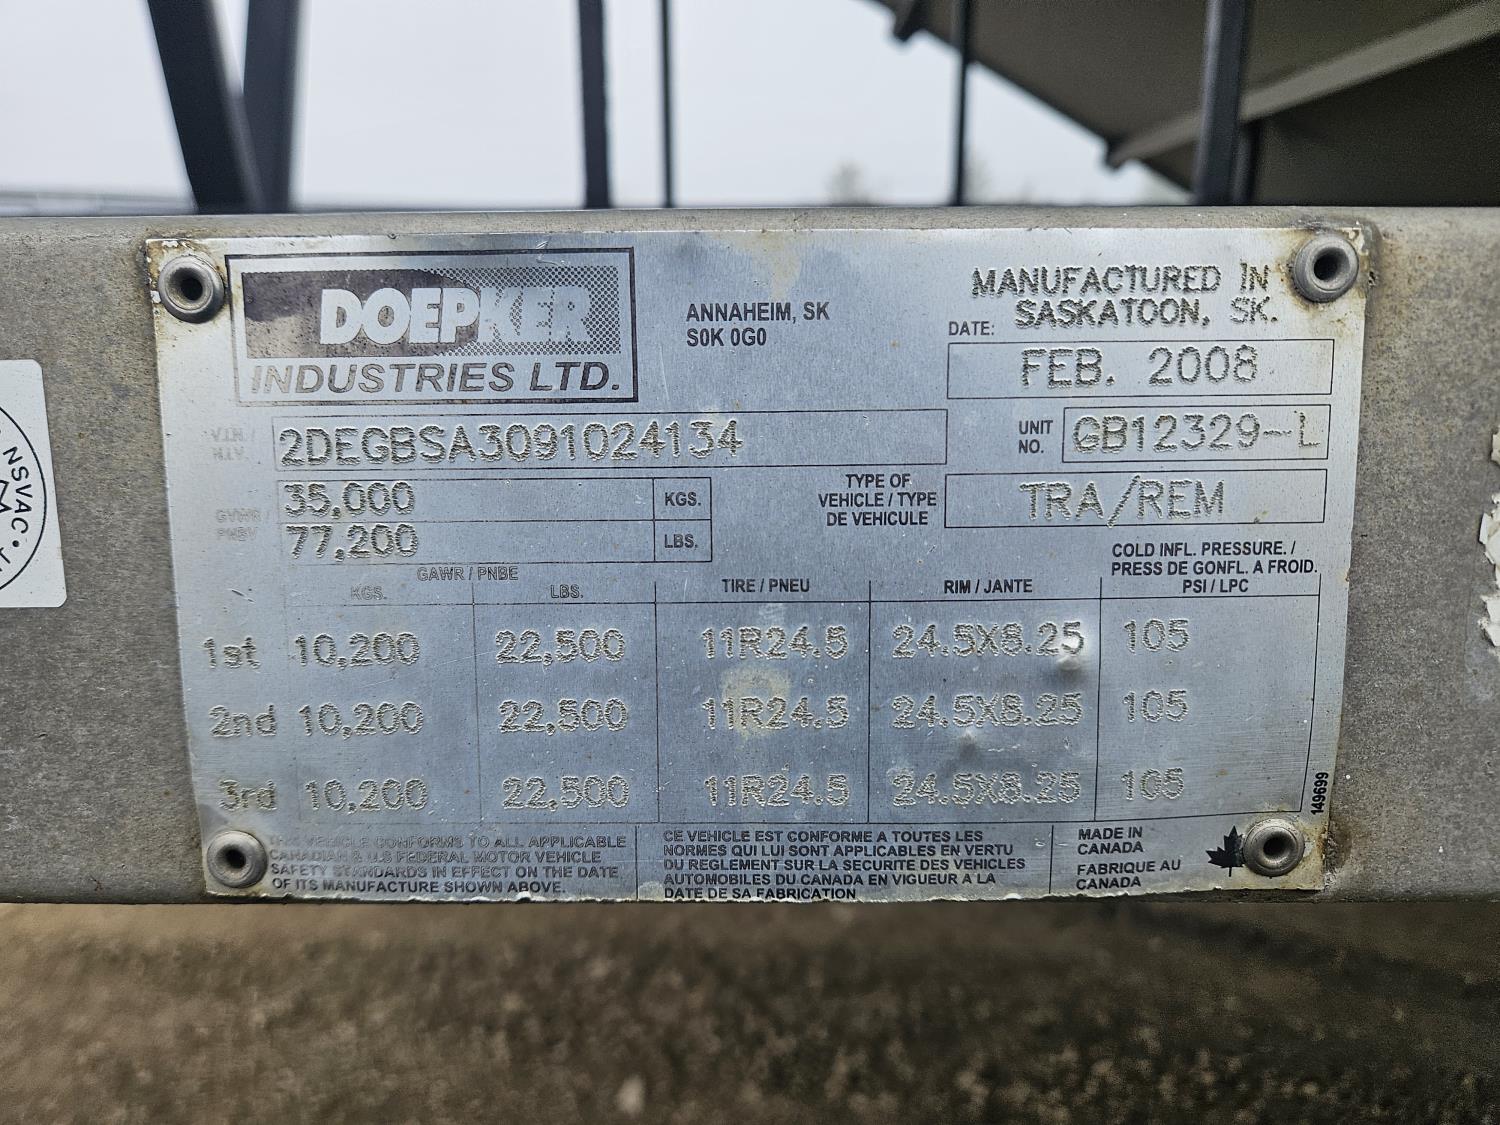 DOEPKER
INDUSTRIES LTD.
ANNAHEIM, SK
S0K 0G0
MANUFACTURED IN
SASKATOON, SK.
DATE:
FEB. 2008
V.I.N. /
N.I.V.
2DEGBSA3091024134
UNIT
NO.
GB12329-L
GVWR /
PNBV
35,000 KGS.
77,200 LBS.
TYPE OF
VEHICLE / TYPE
DE VEHICULE
TRA/REM
GAWR / PNBE
KGS. LBS. TIRE / PNEU RIM / JANTE
COLD INFL. PRESSURE. /
PRESS DE GONFL. A FROID.
PSI / LPC
1st 10,200 22,500 11R24.5 24.5X8.25 105
2nd 10,200 22,500 11R24.5 24.5X8.25 105
3rd 10,200 22,500 11R24.5 24.5X8.25 105
149699
THIS VEHICLE CONFORMS TO ALL APPLICABLE
CANADIAN & U.S FEDERAL MOTOR VEHICLE
SAFETY STANDARDS IN EFFECT ON THE DATE
OF ITS MANUFACTURE SHOWN ABOVE.
CE VEHICLE EST CONFORME A TOUTES LES
NORMES QUI LUI SONT APPLICABLES EN VERTU
DU REGLEMENT SUR LA SECURITE DES VEHICLES
AUTOMOBILES DU CANADA EN VIGUEUR A LA
DATE DE SA FABRICATION
MADE IN
CANADA
FABRIQUE AU
CANADA